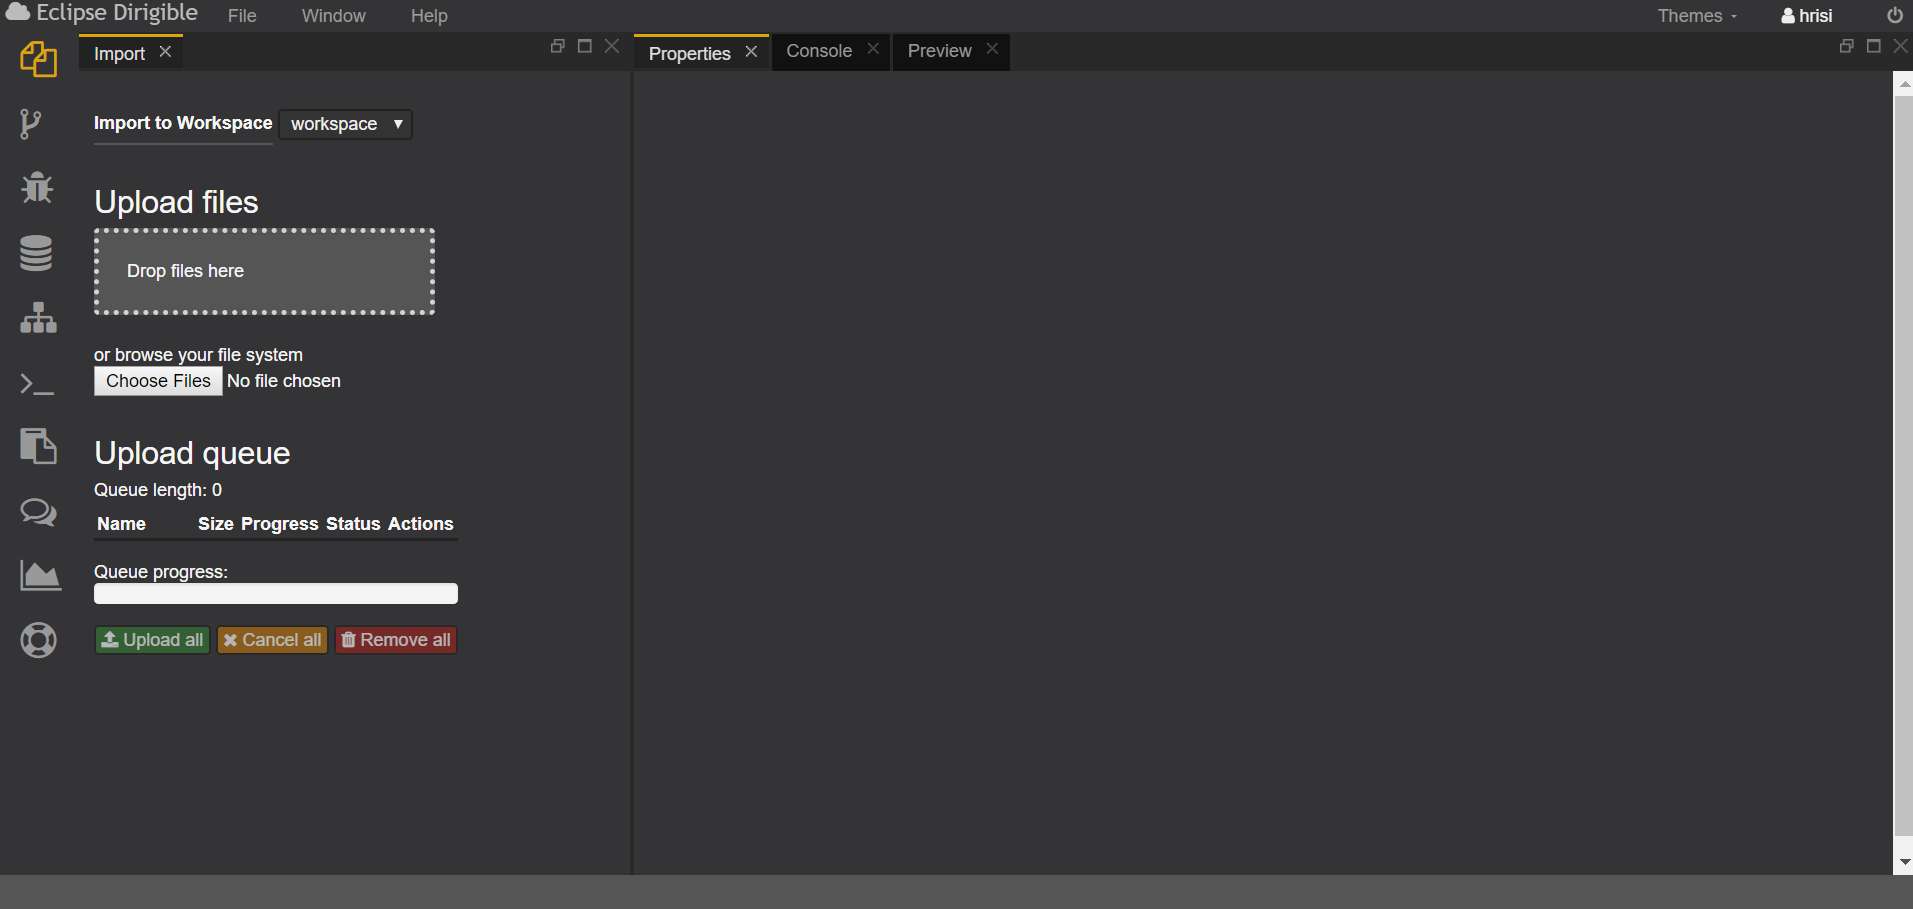 Eclipse Dirigible File Window Help Themes hrisi
Import Properties Console Preview
Import to Workspace workspace
Upload files
Drop files here
or browse your file system
Choose Files No file chosen
Upload queue
Queue length: 0
Name Size Progress Status Actions
Queue progress:
Upload all Cancel all Remove all